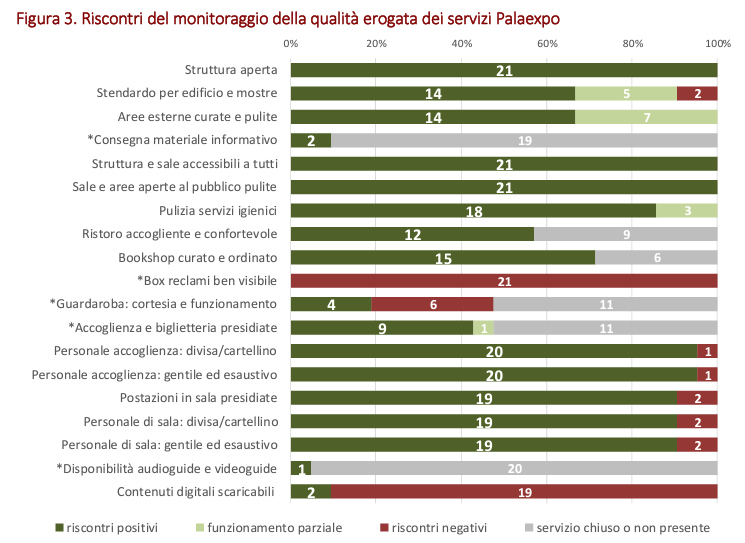 Figura 3. Riscontri del monitoraggio della qualità erogata dei servizi Palaexpo
0% 20% 40% 60% 80% 100%
Struttura aperta 21
Stendardo per edificio e mostre 14 5 2
Aree esterne curate e pulite 14 7
*Consegna materiale informativo 2 19
Struttura e sale accessibili a tutti 21
Sale e aree aperte al pubblico pulite 21
Pulizia servizi igienici 18 3
Ristoro accogliente e confortevole 12 9
Bookshop curato e ordinato 15 6
*Box reclami ben visibile 21
*Guardaroba: cortesia e funzionamento 4 6 11
*Accoglienza e biglietteria presidiate 9 1 11
Personale accoglienza: divisa/cartellino 20 1
Personale accoglienza: gentile ed esaustivo 20 1
Postazioni in sala presidiate 19 2
Personale di sala: divisa/cartellino 19 2
Personale di sala: gentile ed esaustivo 19 2
*Disponibilità audioguide e videoguide 1 20
Contenuti digitali scaricabili 2 19
riscontri positivi funzionamento parziale riscontri negativi servizio chiuso o non presente